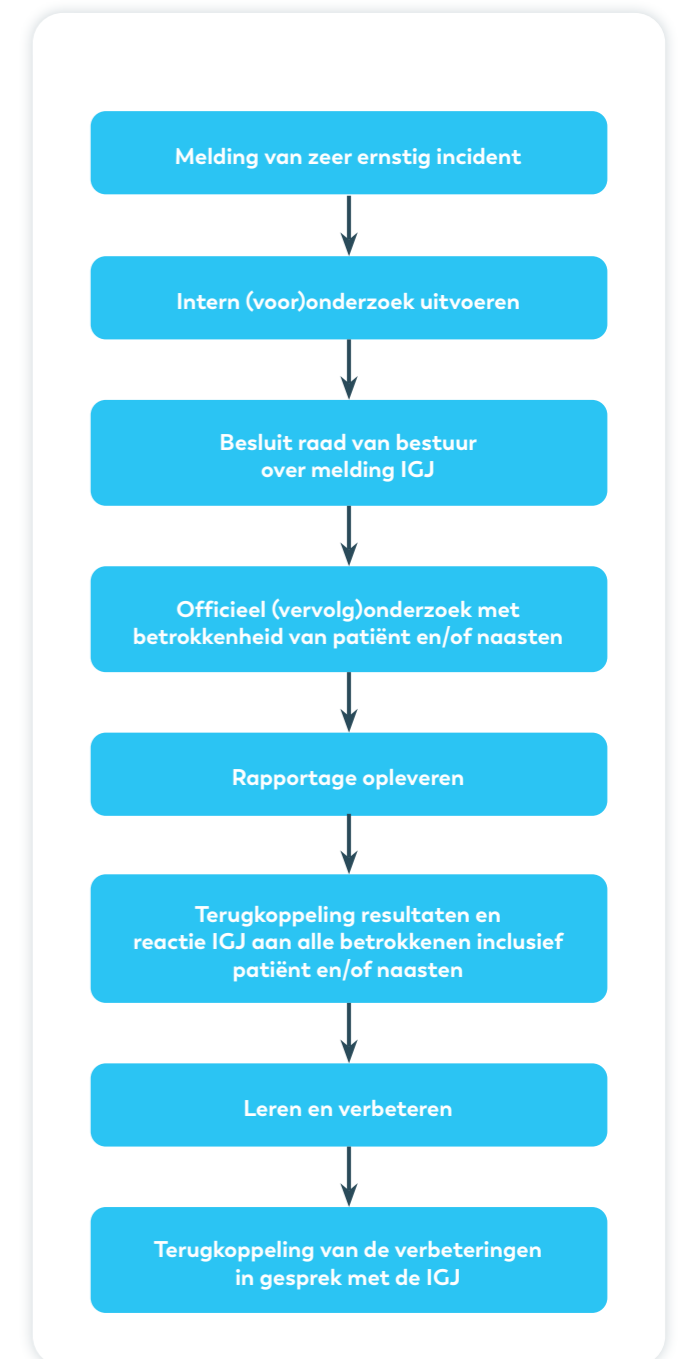 Melding van zeer ernstig incident
Intern (voor)onderzoek uitvoeren
Besluit raad van bestuur
over melding IGJ
Officieel (vervolg)onderzoek met
betrokkenheid van patiënt en/of naasten
Rapportage opleveren
Terugkoppeling resultaten en
reactie IGJ aan alle betrokkenen inclusief
patiënt en/of naasten
Leren en verbeteren
Terugkoppeling van de verbeteringen
in gesprek met de IGJ